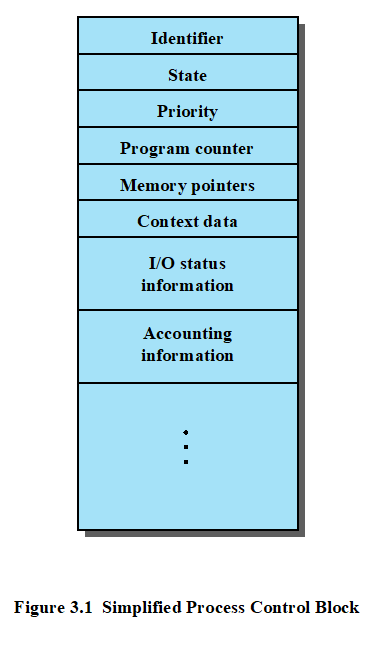 Identifier
State
Priority
Program counter
Memory pointers
Context data
I/O status
information
Accounting
information
Figure 3.1 Simplified Process Control Block